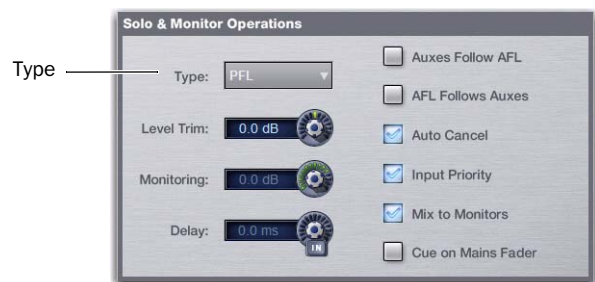 Solo & Monitor Operations
Type
Type:
PFL
Level Trim:
0.0 dB
Monitoring:
0.0 dB
Delay:
0.0 ms
IN
Auxes Follow AFL
AFL Follows Auxes
Auto Cancel
Input Priority
Mix to Monitors
Cue on Mains Fader